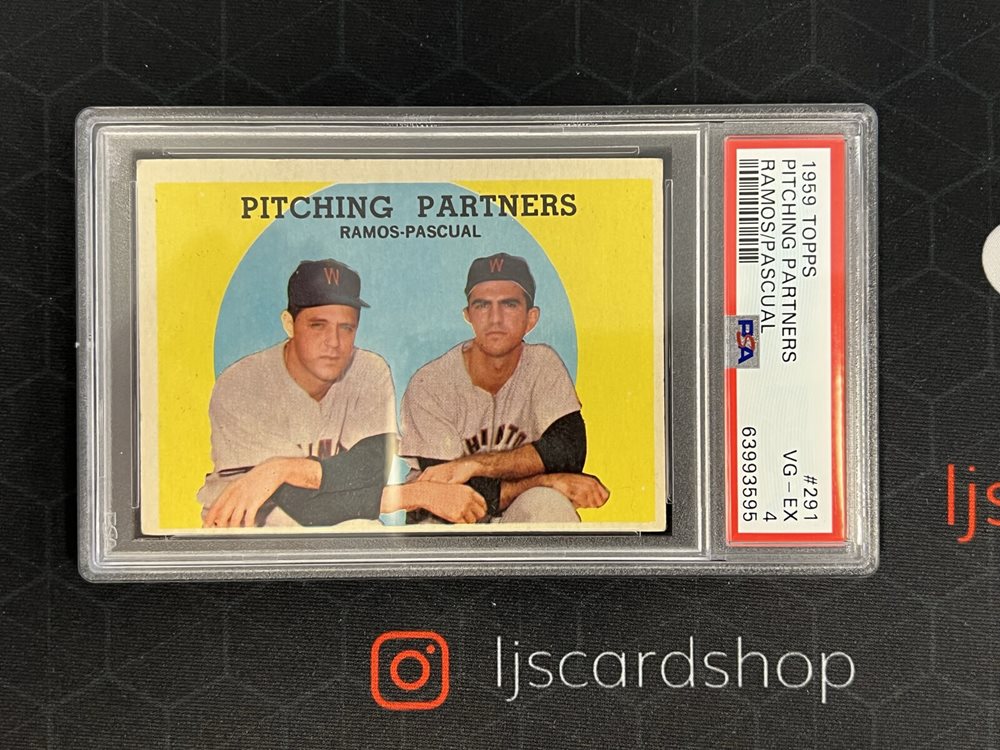 PITCHING PARTNERS
RAMOS-PASCUAL
W
W
1959 TOPPS
PITCHING PARTNERS
RAMOS/PASCUAL
#291
VG-EX
4
63993595
PSA
ljscardshop
ljs